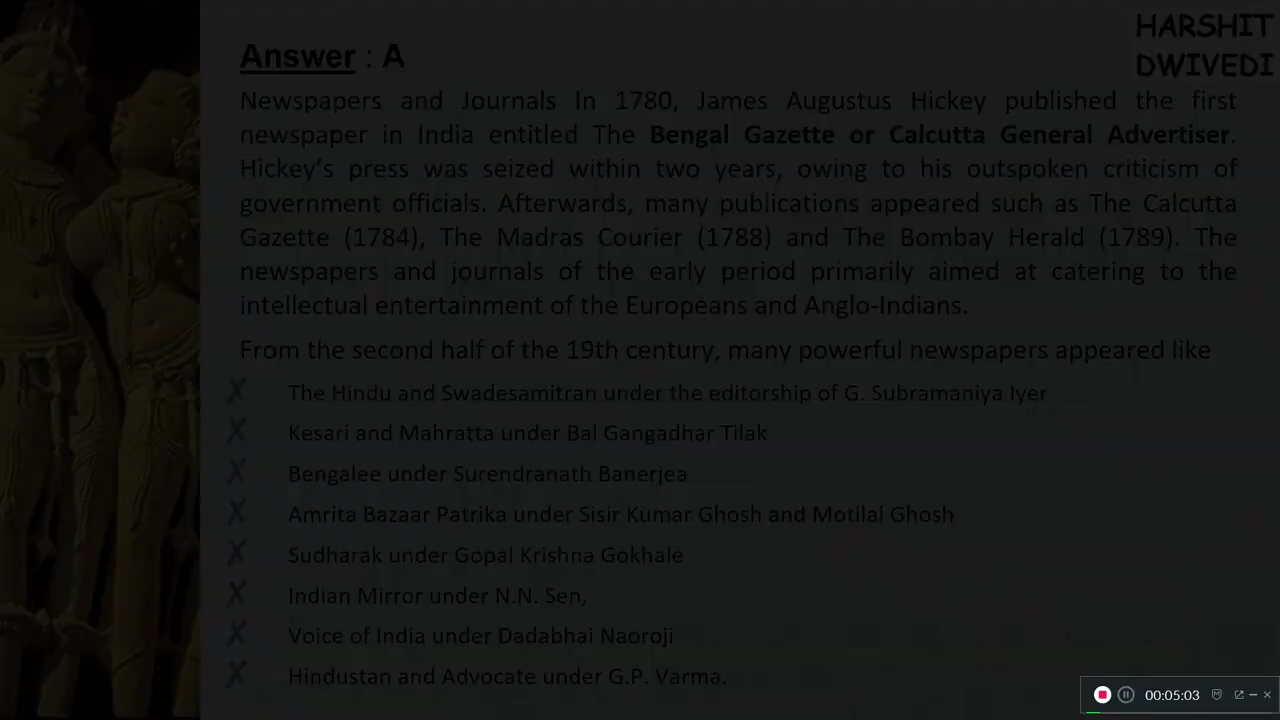 HARSHIT
DWIVEDI
Answer : A
Newspapers and Journals In 1780, James Augustus Hickey published the first
newspaper in India entitled The Bengal Gazette or Calcutta General Advertiser.
Hickey’s press was seized within two years, owing to his outspoken criticism of
government officials. Afterwards, many publications appeared such as The Calcutta
Gazette (1784), The Madras Courier (1788) and The Bombay Herald (1789). The
newspapers and journals of the early period primarily aimed at catering to the
intellectual entertainment of the Europeans and Anglo-Indians.
From the second half of the 19th century, many powerful newspapers appeared like
The Hindu and Swadesamitran under the editorship of G. Subramaniya Iyer
Kesari and Mahratta under Bal Gangadhar Tilak
Bengalee under Surendranath Banerjea
Amrita Bazaar Patrika under Sisir Kumar Ghosh and Motilal Ghosh
Sudharak under Gopal Krishna Gokhale
Indian Mirror under N.N. Sen,
Voice of India under Dadabhai Naoroji
Hindustan and Advocate under G.P. Varma.
00:05:03